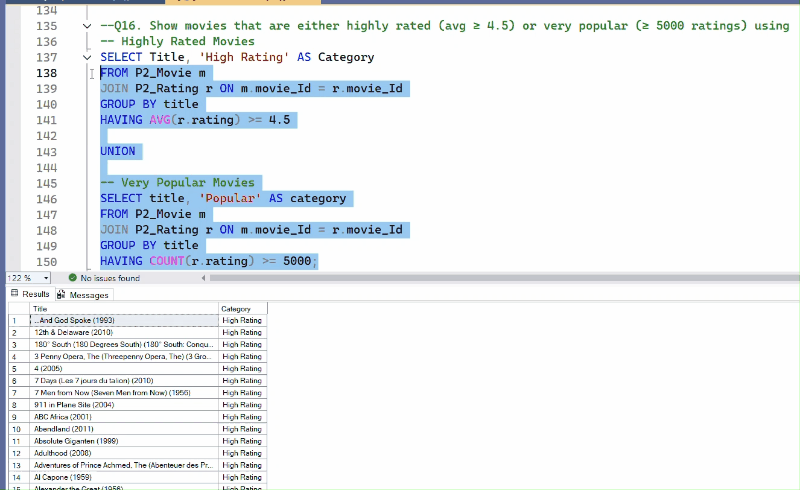 134
135 --Q16. Show movies that are either highly rated (avg ≥ 4.5) or very popular (≥ 5000 ratings) using
136 -- Highly Rated Movies
137 SELECT Title, 'High Rating' AS Category
138 FROM P2_Movie m
139 JOIN P2_Rating r ON m.movie_Id = r.movie_Id
140 GROUP BY title
141 HAVING AVG(r.rating) >= 4.5
142
143 UNION
144
145 -- Very Popular Movies
146 SELECT title, 'Popular' AS category
147 FROM P2_Movie m
148 JOIN P2_Rating r ON m.movie_Id = r.movie_Id
149 GROUP BY title
150 HAVING COUNT(r.rating) >= 5000;
122 % No issues found
Results Messages
Title Category
1 ...And God Spoke (1993) High Rating
2 12th & Delaware (2010) High Rating
3 180° South (180 Degrees South) (180° South: Conqu... High Rating
4 3 Penny Opera, The (Threepenny Opera, The) (3 Gro... High Rating
5 4 (2005) High Rating
6 7 Days (Les 7 jours du talion) (2010) High Rating
7 7 Men from Now (Seven Men from Now) (1956) High Rating
8 911 in Plane Site (2004) High Rating
9 ABC Africa (2001) High Rating
10 Abendland (2011) High Rating
11 Absolute Giganten (1999) High Rating
12 Adulthood (2008) High Rating
13 Adventures of Prince Achmed, The (Abenteuer des Pr... High Rating
14 Al Capone (1959) High Rating
15 Alexander the Great (1956) High Rating